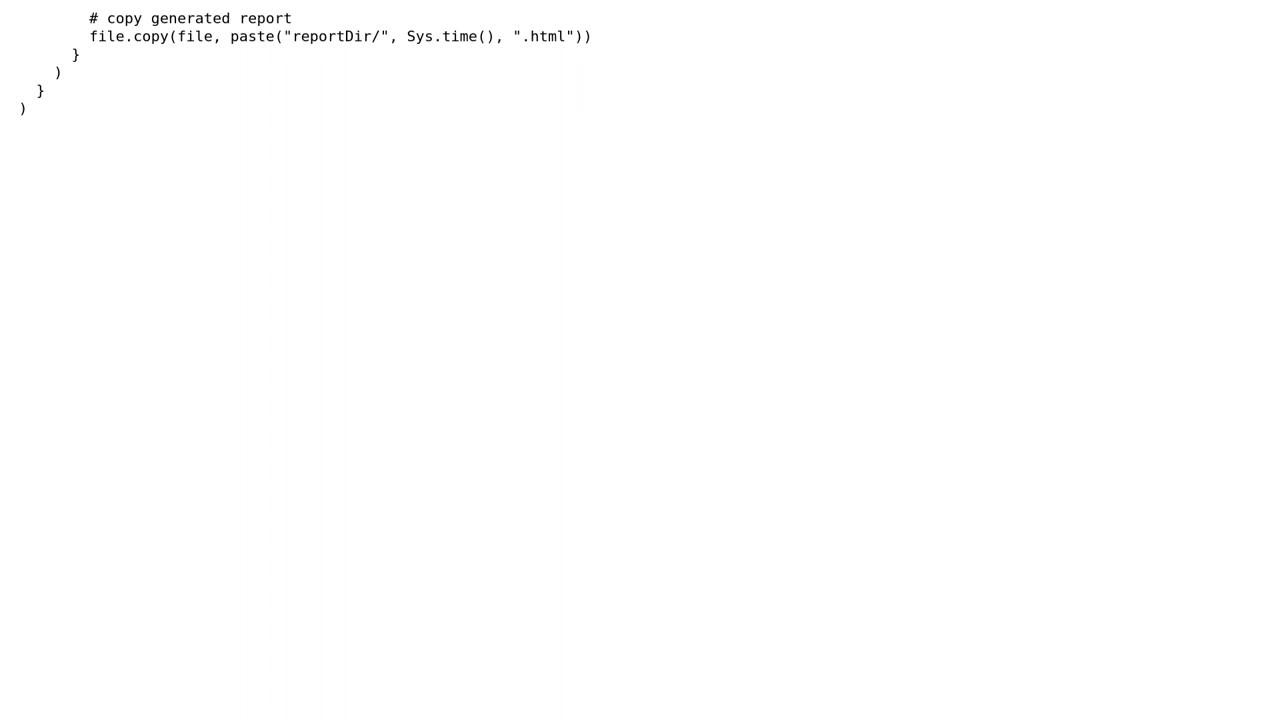 # copy generated report
        file.copy(file, paste("reportDir/", Sys.time(), ".html"))
      }
    )
  }
)